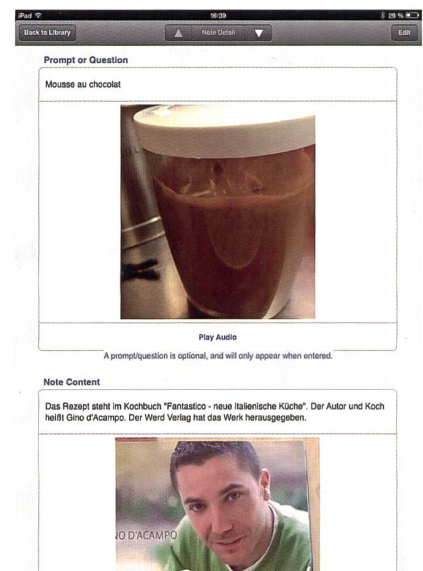 iPad 16:39 29 %
Back to Library Note Detail Edit
Prompt or Question
Mousse au chocolat
Play Audio
A prompt/question is optional, and will only appear when entered.
Note Content
Das Rezept steht im Kochbuch "Fantastico - neue italienische Küche". Der Autor und Koch
heißt Gino d'Acampo. Der Werd Verlag hat das Werk herausgegeben.
NO D'ACAMPO